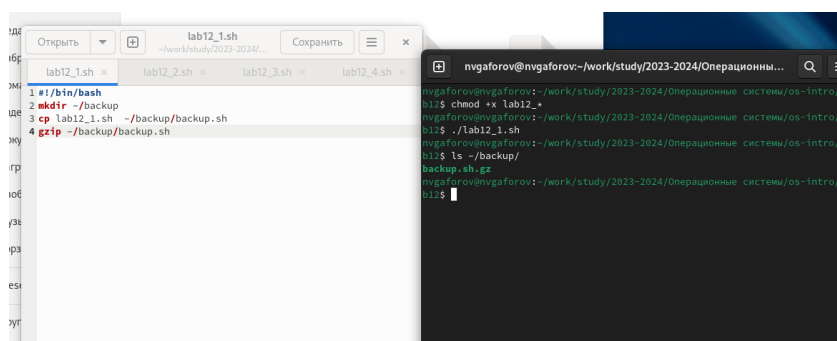 Открыть
lab12_1.sh
~/work/study/2023-2024/...
Сохранить
lab12_1.sh
lab12_2.sh
lab12_3.sh
lab12_4.sh
1 #!/bin/bash
2 mkdir ~/backup
3 cp lab12_1.sh  ~/backup/backup.sh
4 gzip ~/backup/backup.sh
nvgaforov@nvgaforov:~/work/study/2023-2024/Операционны...
nvgaforov@nvgaforov:~/work/study/2023-2024/Операционные системы/os-intro/
b12$ chmod +x lab12_*
nvgaforov@nvgaforov:~/work/study/2023-2024/Операционные системы/os-intro/
b12$ ./lab12_1.sh
nvgaforov@nvgaforov:~/work/study/2023-2024/Операционные системы/os-intro/
b12$ ls ~/backup/
backup.sh.gz
nvgaforov@nvgaforov:~/work/study/2023-2024/Операционные системы/os-intro/
b12$